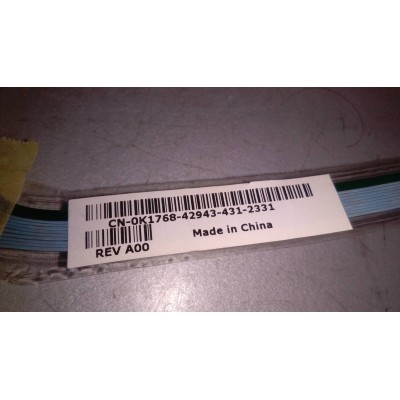 CN-0K1768-42943-431-2331
REV A00
Made in China